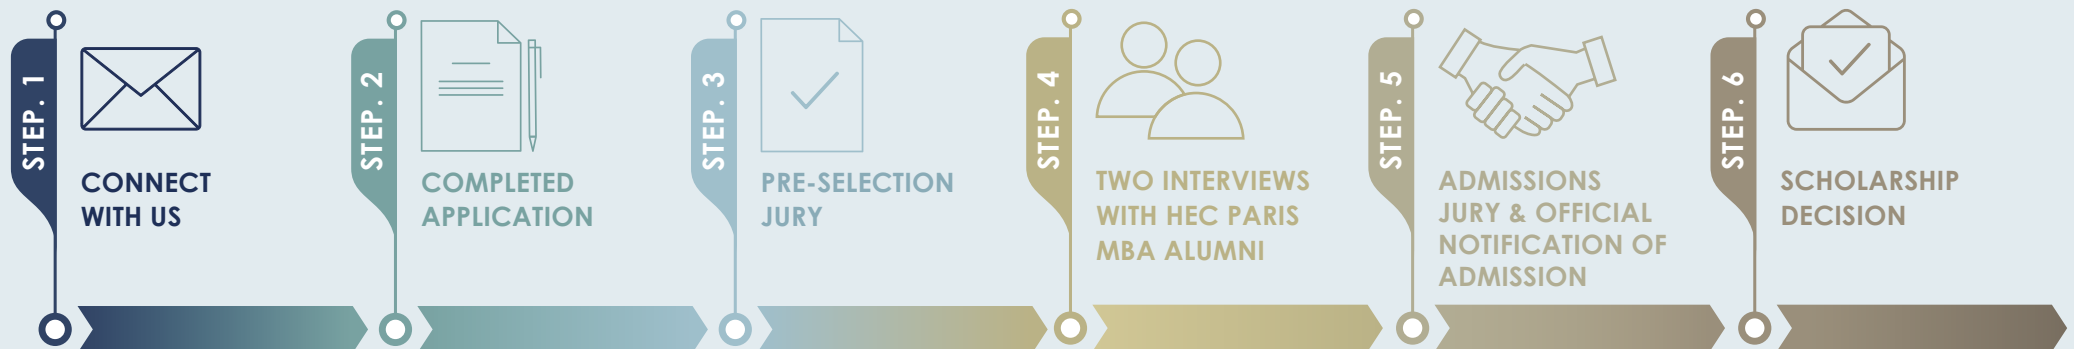 STEP. 1
CONNECT
WITH US
STEP. 2
COMPLETED
APPLICATION
STEP. 3
PRE-SELECTION
JURY
STEP. 4
TWO INTERVIEWS
WITH HEC PARIS
MBA ALUMNI
STEP. 5
ADMISSIONS
JURY & OFFICIAL
NOTIFICATION OF
ADMISSION
STEP. 6
SCHOLARSHIP
DECISION